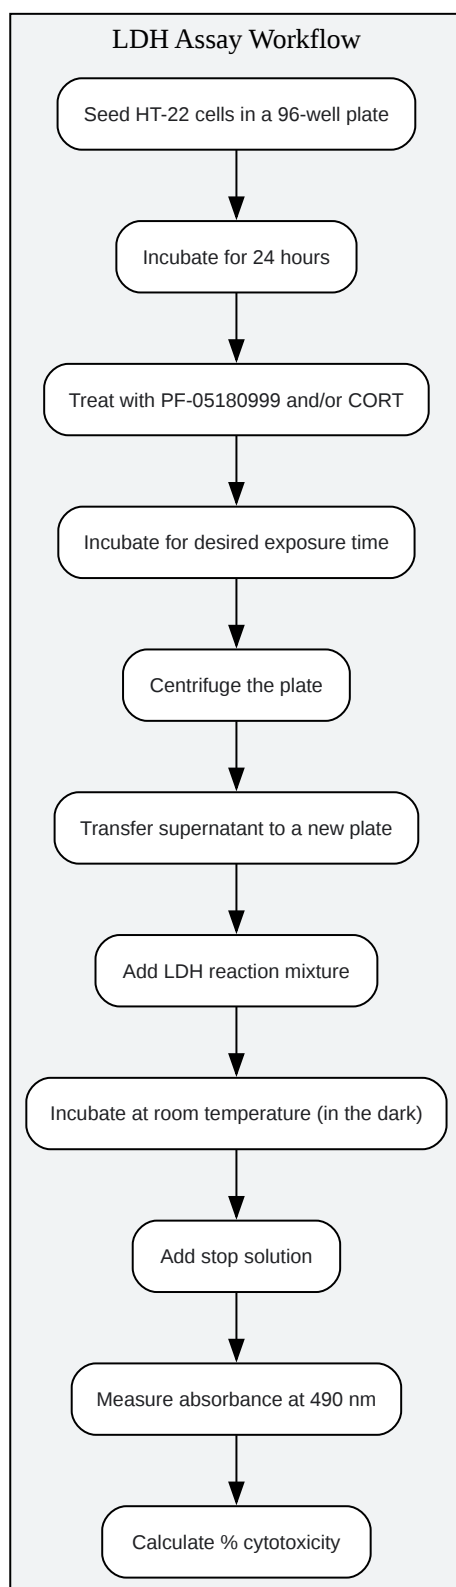 LDH Assay Workflow
Seed HT-22 cells in a 96-well plate
Incubate for 24 hours
Treat with PF-05180999 and/or CORT
Incubate for desired exposure time
Centrifuge the plate
Transfer supernatant to a new plate
Add LDH reaction mixture
Incubate at room temperature (in the dark)
Add stop solution
Measure absorbance at 490 nm
Calculate % cytotoxicity